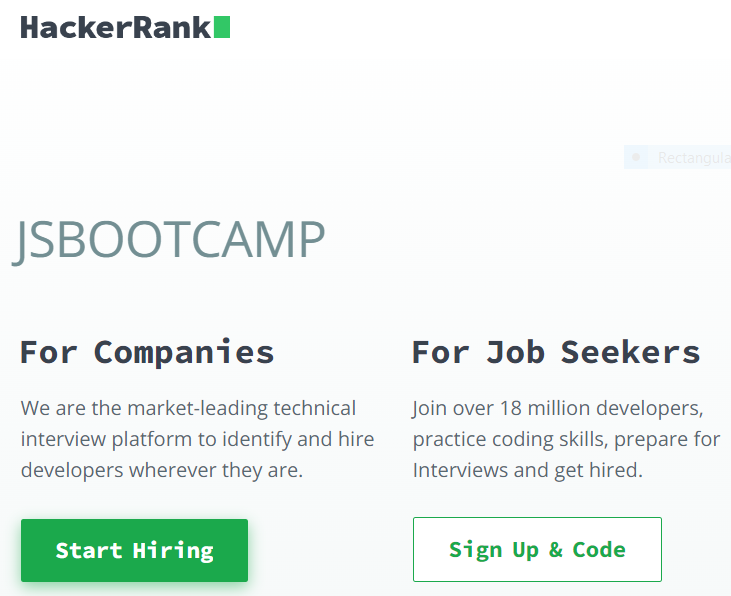 HackerRank
Rectangula
JSBOOTCAMP
For Companies
We are the market-leading technical
interview platform to identify and hire
developers wherever they are.
Start Hiring
For Job Seekers
Join over 18 million developers,
practice coding skills, prepare for
Interviews and get hired.
Sign Up & Code